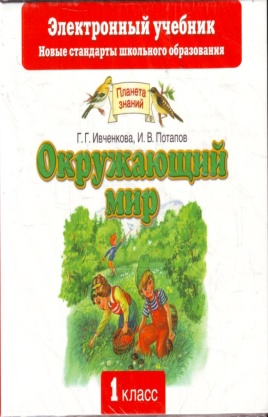 Электронный учебник
Новые стандарты школьного образования
Планета
знаний
Г. Г. Ивченкова, И. В. Потапов
Окружающий
мир
1 класс